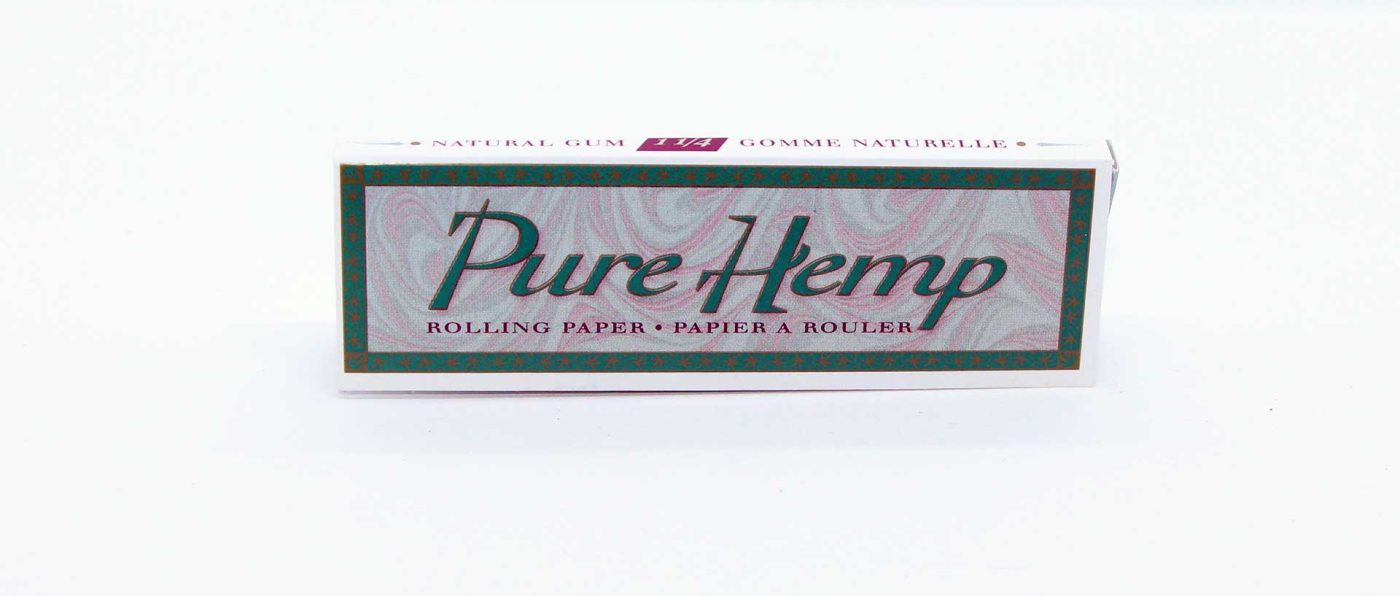 • NATURAL GUM 1 1/4 GOMME NATURELLE •
Pure Hemp
ROLLING PAPER • PAPIER A ROULER